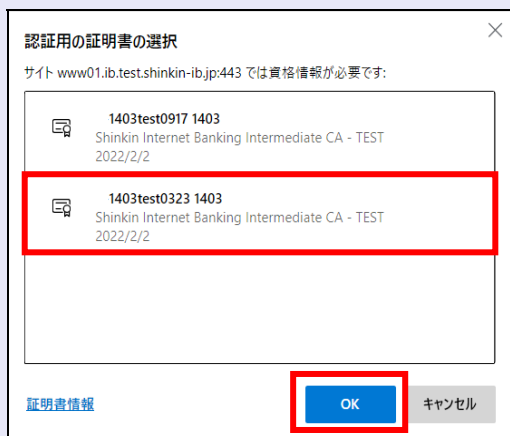 認証用の証明書の選択
サイト www01.ib.test.shinkin-ib.jp:443 では資格情報が必要です:
1403test0917 1403
Shinkin Internet Banking Intermediate CA - TEST
2022/2/2
1403test0323 1403
Shinkin Internet Banking Intermediate CA - TEST
2022/2/2
証明書情報
OK
キャンセル